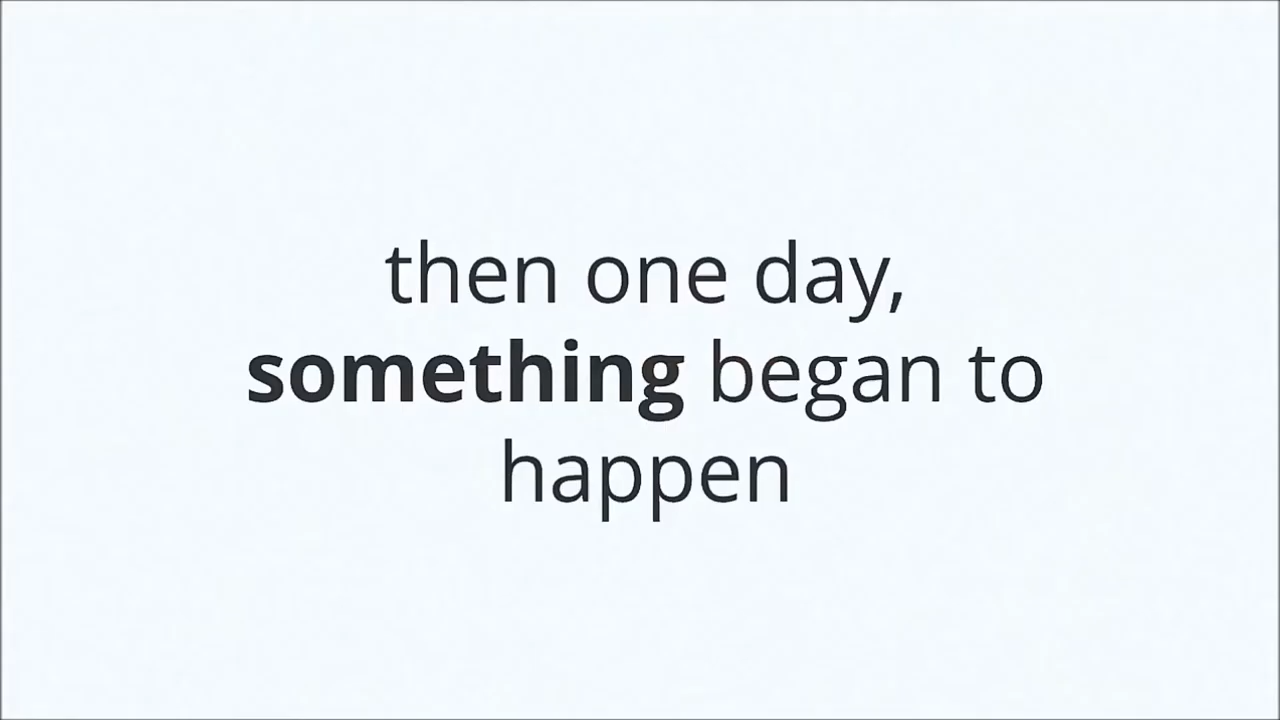 then one day,
something began to
happen